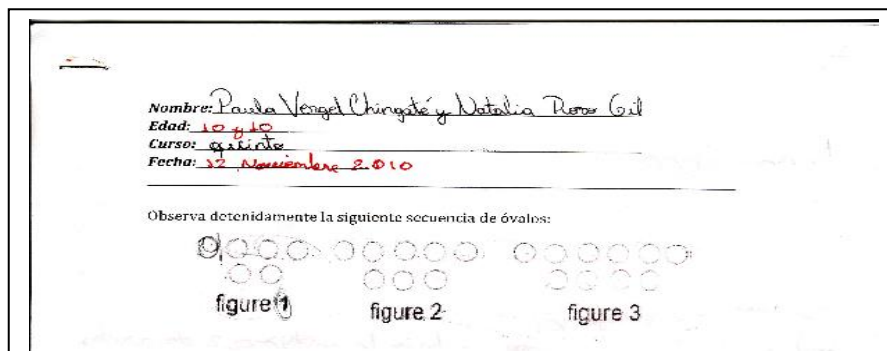 Nombre: Paula Vergel Chingaté y Natalia Rozo Gil
Edad: 10 y 10
Curso: quinto
Fecha: 12 Noviembre 2010
Observa detenidamente la siguiente secuencia de óvalos:
figure 1 figure 2 figure 3